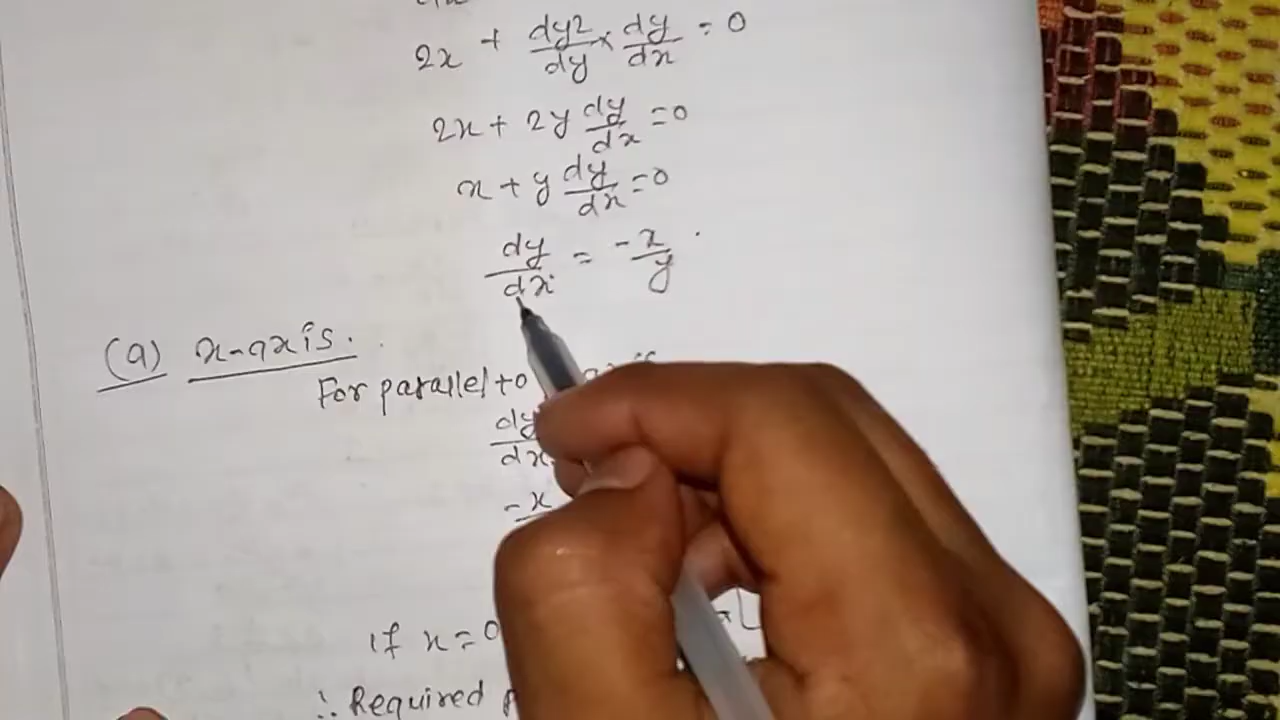 2x + dy2/dy × dy/dx = 0
2x + 2y dy/dx = 0
x + y dy/dx = 0
dy/dx = -x/y.
(a) x-axis.
For parallel to
dy
dx
-x
If x = 0
∴ Required